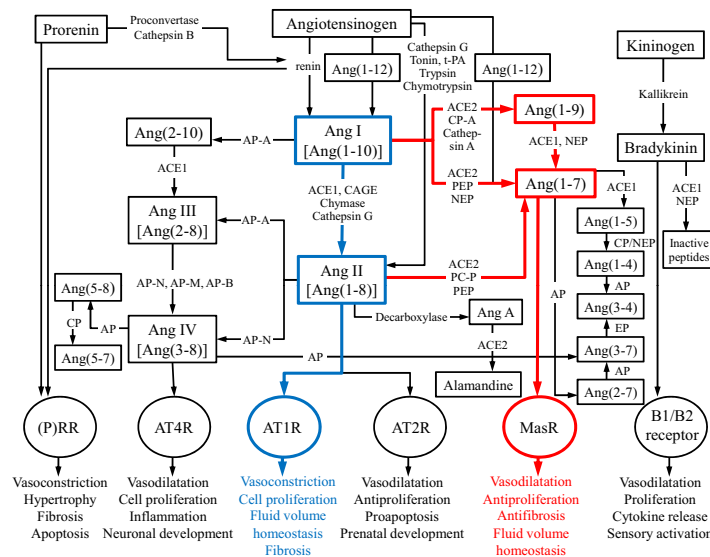 Prorenin
Proconvertase
Cathepsin B
Angiotensinogen
renin
Ang(1-12)
Cathepsin G
Tonin, t-PA
Trypsin
Chymotrypsin
Ang(1-12)
Kininogen
Kallikrein
Bradykinin
ACE1
NEP
Inactive
peptides
Ang(2-10)
AP-A
Ang I
[Ang(1-10)]
ACE2
CP-A
Cathep-
sin A
Ang(1-9)
ACE1, NEP
ACE2
PEP
NEP
Ang(1-7)
ACE1
Ang(1-5)
CP/NEP
Ang(1-4)
AP
Ang(3-4)
EP
Ang(3-7)
AP
Ang(2-7)
ACE1
ACE1, CAGE
Chymase
Cathepsin G
Ang III
[Ang(2-8)]
AP-A
Ang II
[Ang(1-8)]
ACE2
PC-P
PEP
AP
AP-N, AP-M, AP-B
Ang(5-8)
CP
AP
Ang(5-7)
Ang IV
[Ang(3-8)]
AP-N
Decarboxylase
Ang A
ACE2
Alamandine
AP
(P)RR
AT4R
AT1R
AT2R
MasR
B1/B2
receptor
Vasoconstriction
Hypertrophy
Fibrosis
Apoptosis
Vasodilatation
Cell proliferation
Inflammation
Neuronal development
Vasoconstriction
Cell proliferation
Fluid volume
homeostasis
Fibrosis
Vasodilatation
Antiproliferation
Proapoptosis
Prenatal development
Vasodilatation
Antiproliferation
Antifibrosis
Fluid volume
homeostasis
Vasodilatation
Proliferation
Cytokine release
Sensory activation